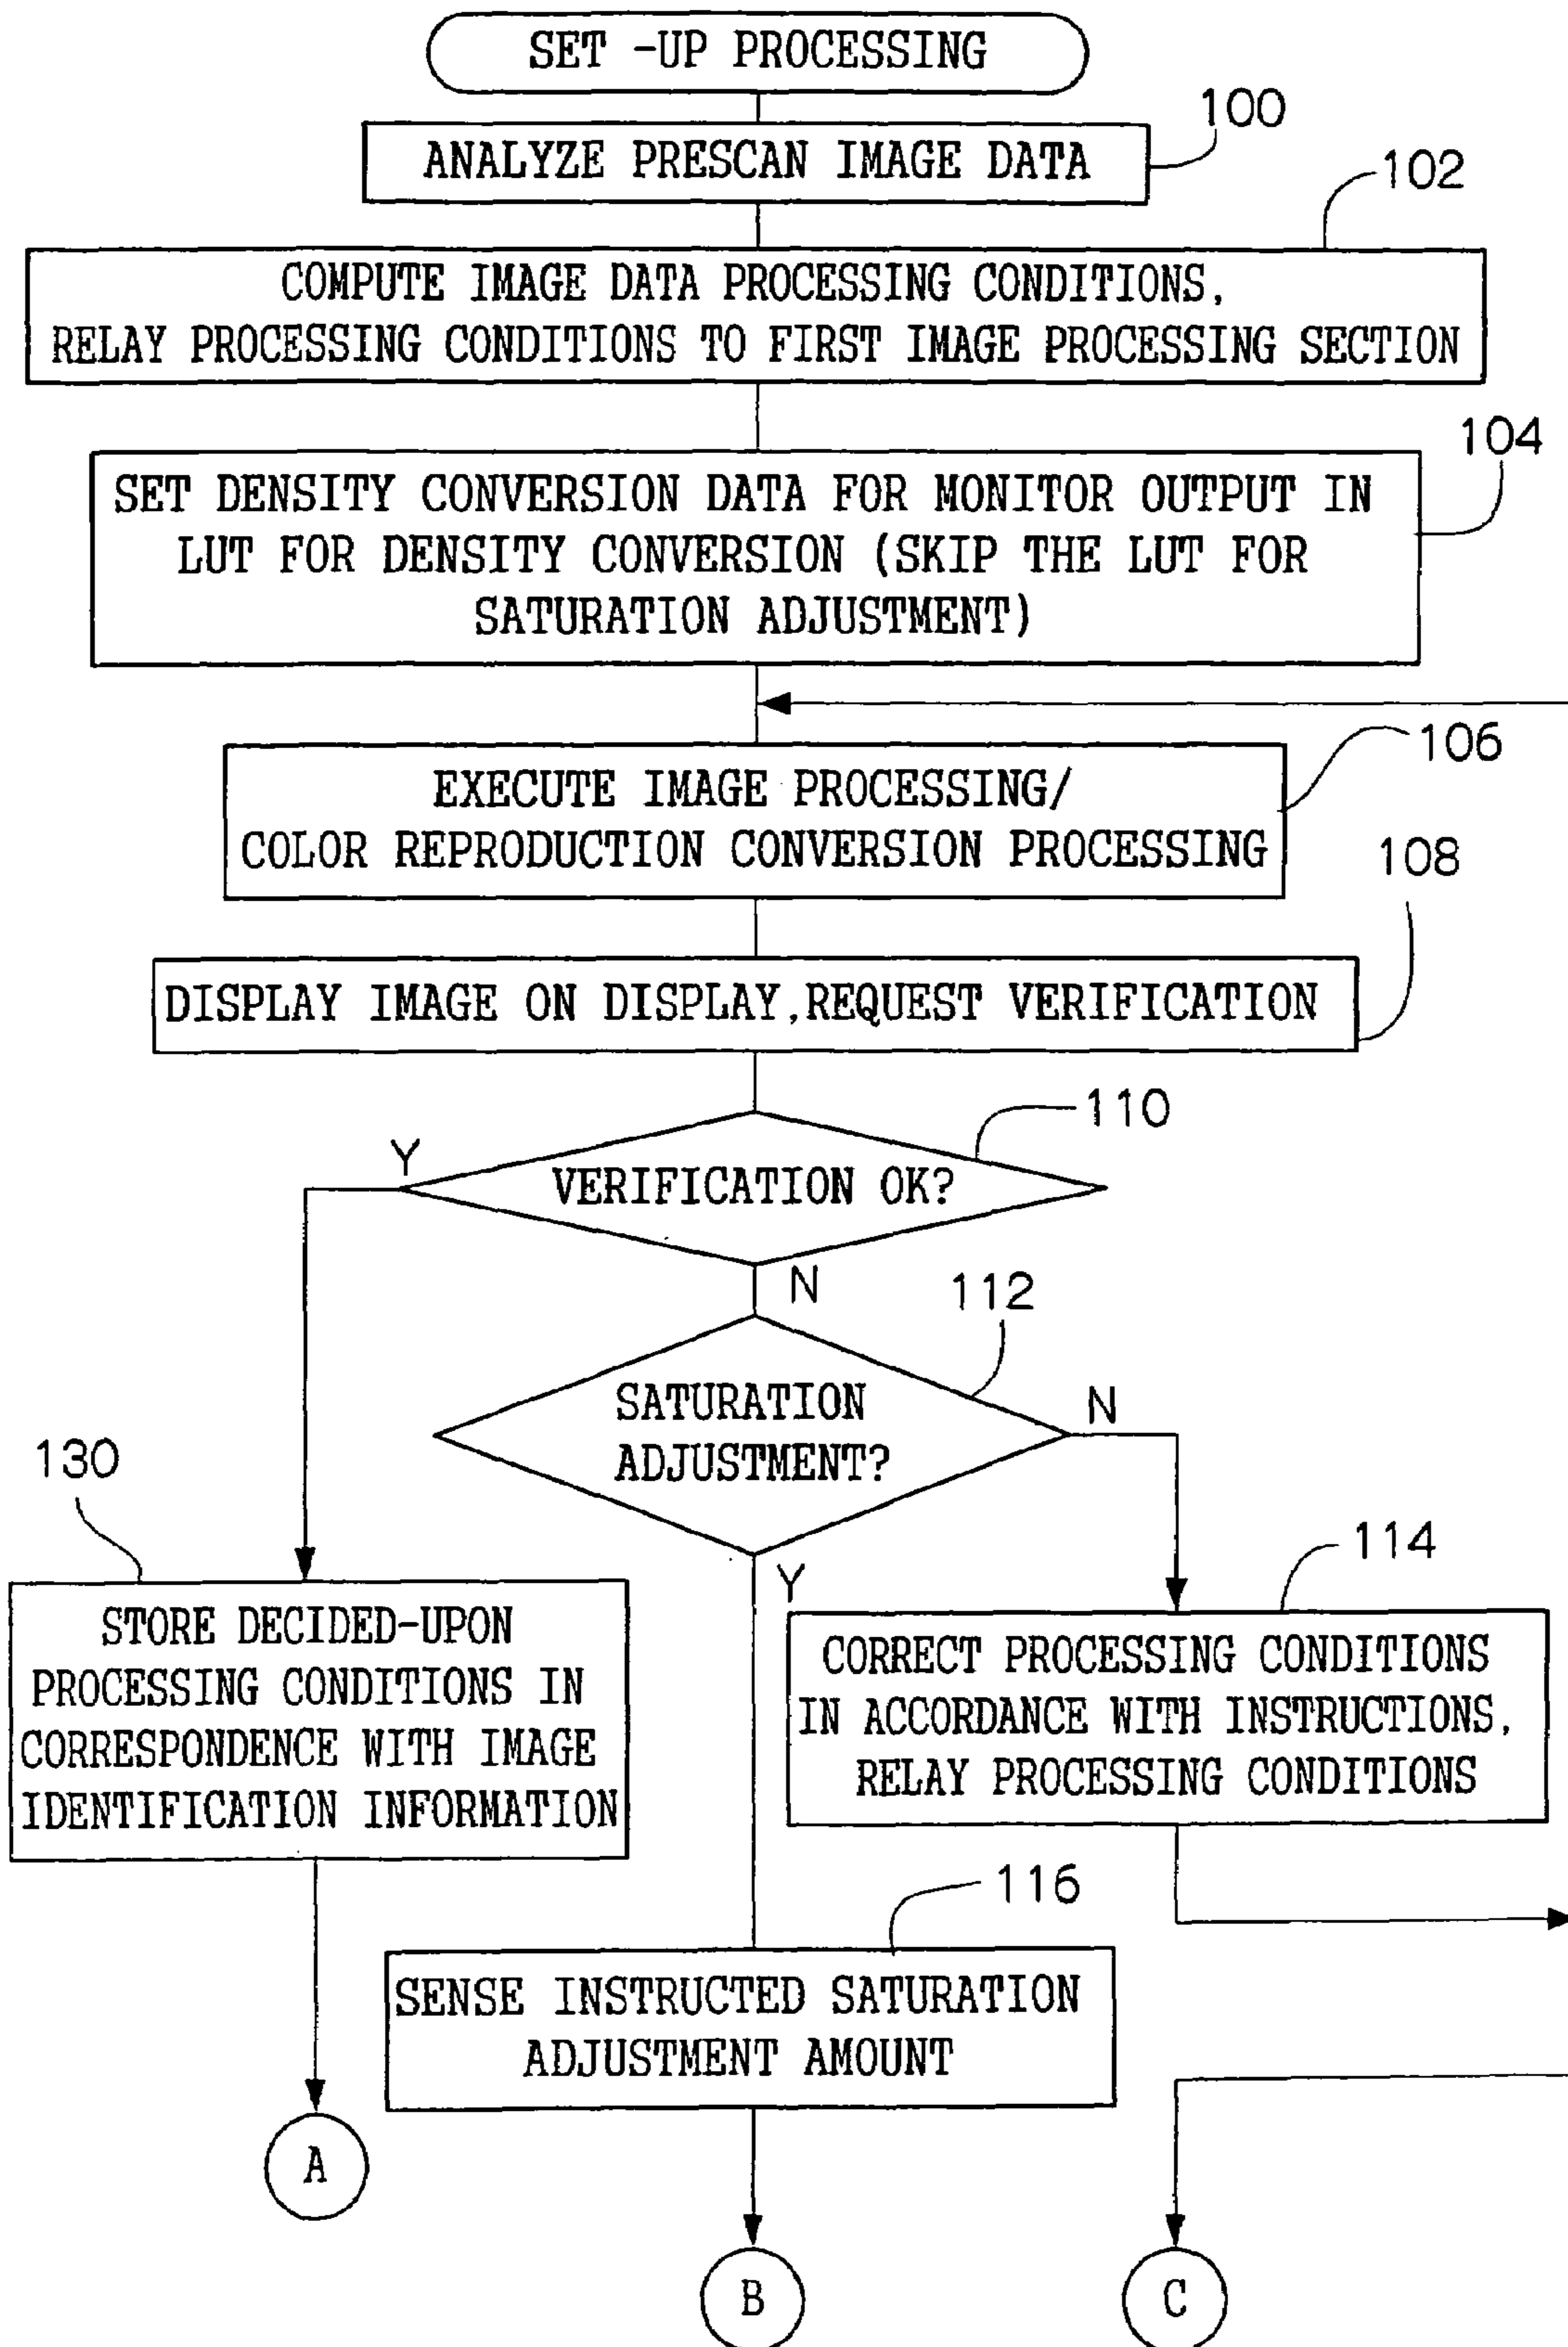 SET -UP PROCESSING
100
ANALYZE PRESCAN IMAGE DATA
102
COMPUTE IMAGE DATA PROCESSING CONDITIONS,
RELAY PROCESSING CONDITIONS TO FIRST IMAGE PROCESSING SECTION
104
SET DENSITY CONVERSION DATA FOR MONITOR OUTPUT IN
LUT FOR DENSITY CONVERSION (SKIP THE LUT FOR
SATURATION ADJUSTMENT)
106
EXECUTE IMAGE PROCESSING/
COLOR REPRODUCTION CONVERSION PROCESSING
108
DISPLAY IMAGE ON DISPLAY,REQUEST VERIFICATION
110
Y
VERIFICATION OK?
N
112
SATURATION
ADJUSTMENT?
N
Y
130
STORE DECIDED-UPON
PROCESSING CONDITIONS IN
CORRESPONDENCE WITH IMAGE
IDENTIFICATION INFORMATION
114
CORRECT PROCESSING CONDITIONS
IN ACCORDANCE WITH INSTRUCTIONS,
RELAY PROCESSING CONDITIONS
116
SENSE INSTRUCTED SATURATION
ADJUSTMENT AMOUNT
A
B
C